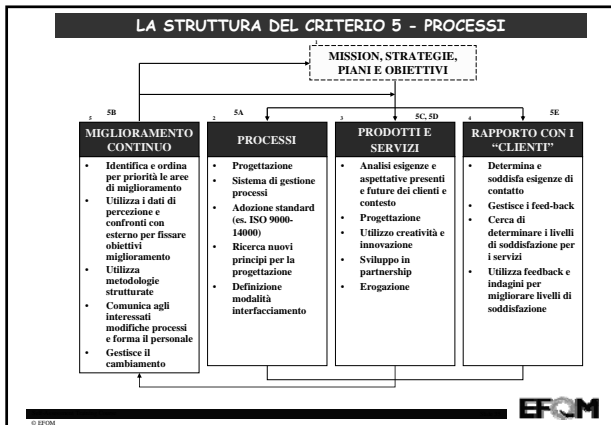 LA STRUTTURA DEL CRITERIO 5 - PROCESSI
1
MISSION, STRATEGIE,
PIANI E OBIETTIVI
5B
5A
5C, 5D
5E
5
MIGLIORAMENTO
CONTINUO
• Identifica e ordina
per priorità le aree
di miglioramento
• Utilizza i dati di
percezione e
confronti con
esterno per fissare
obiettivi
miglioramento
• Utilizza
metodologie
strutturate
• Comunica agli
interessati
modifiche processi
e forma il personale
• Gestisce il
cambiamento
2
PROCESSI
• Progettazione
• Sistema di gestione
processi
• Adozione standard
(es. ISO 9000-
14000)
• Ricerca nuovi
principi per la
progettazione
• Definizione
modalità
interfacciamento
3
PRODOTTI E
SERVIZI
• Analisi esigenze e
aspettative presenti
e future dei clienti e
contesto
• Progettazione
• Utilizzo creatività e
innovazione
• Sviluppo in
partnership
• Erogazione
4
RAPPORTO CON I
“CLIENTI”
• Determina e
soddisfa esigenze di
contatto
• Gestisce i feed-back
• Cerca di
determinare i livelli
di soddisfazione per
i servizi
• Utilizza feedback e
indagini per
migliorare livelli di
soddisfazione
© EFQM
EFQM